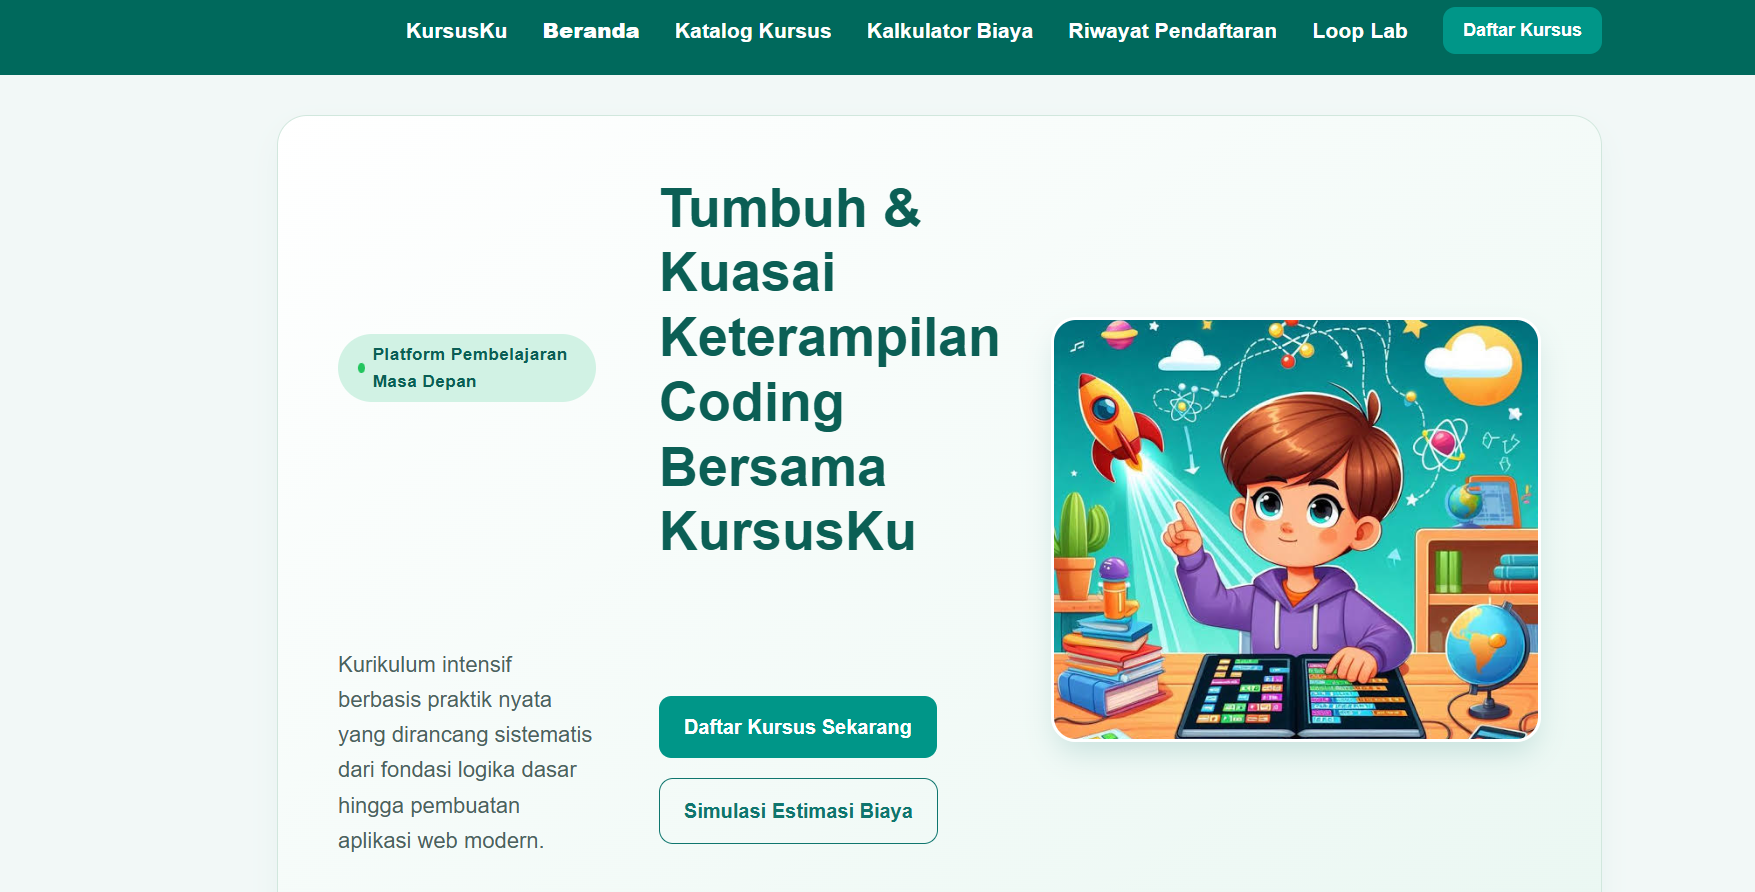 KursusKu Beranda Katalog Kursus Kalkulator Biaya Riwayat Pendaftaran Loop Lab Daftar Kursus
Platform Pembelajaran
Masa Depan
Tumbuh &
Kuasai
Keterampilan
Coding
Bersama
KursusKu
Kurikulum intensif
berbasis praktik nyata
yang dirancang sistematis
dari fondasi logika dasar
hingga pembuatan
aplikasi web modern.
Daftar Kursus Sekarang
Simulasi Estimasi Biaya